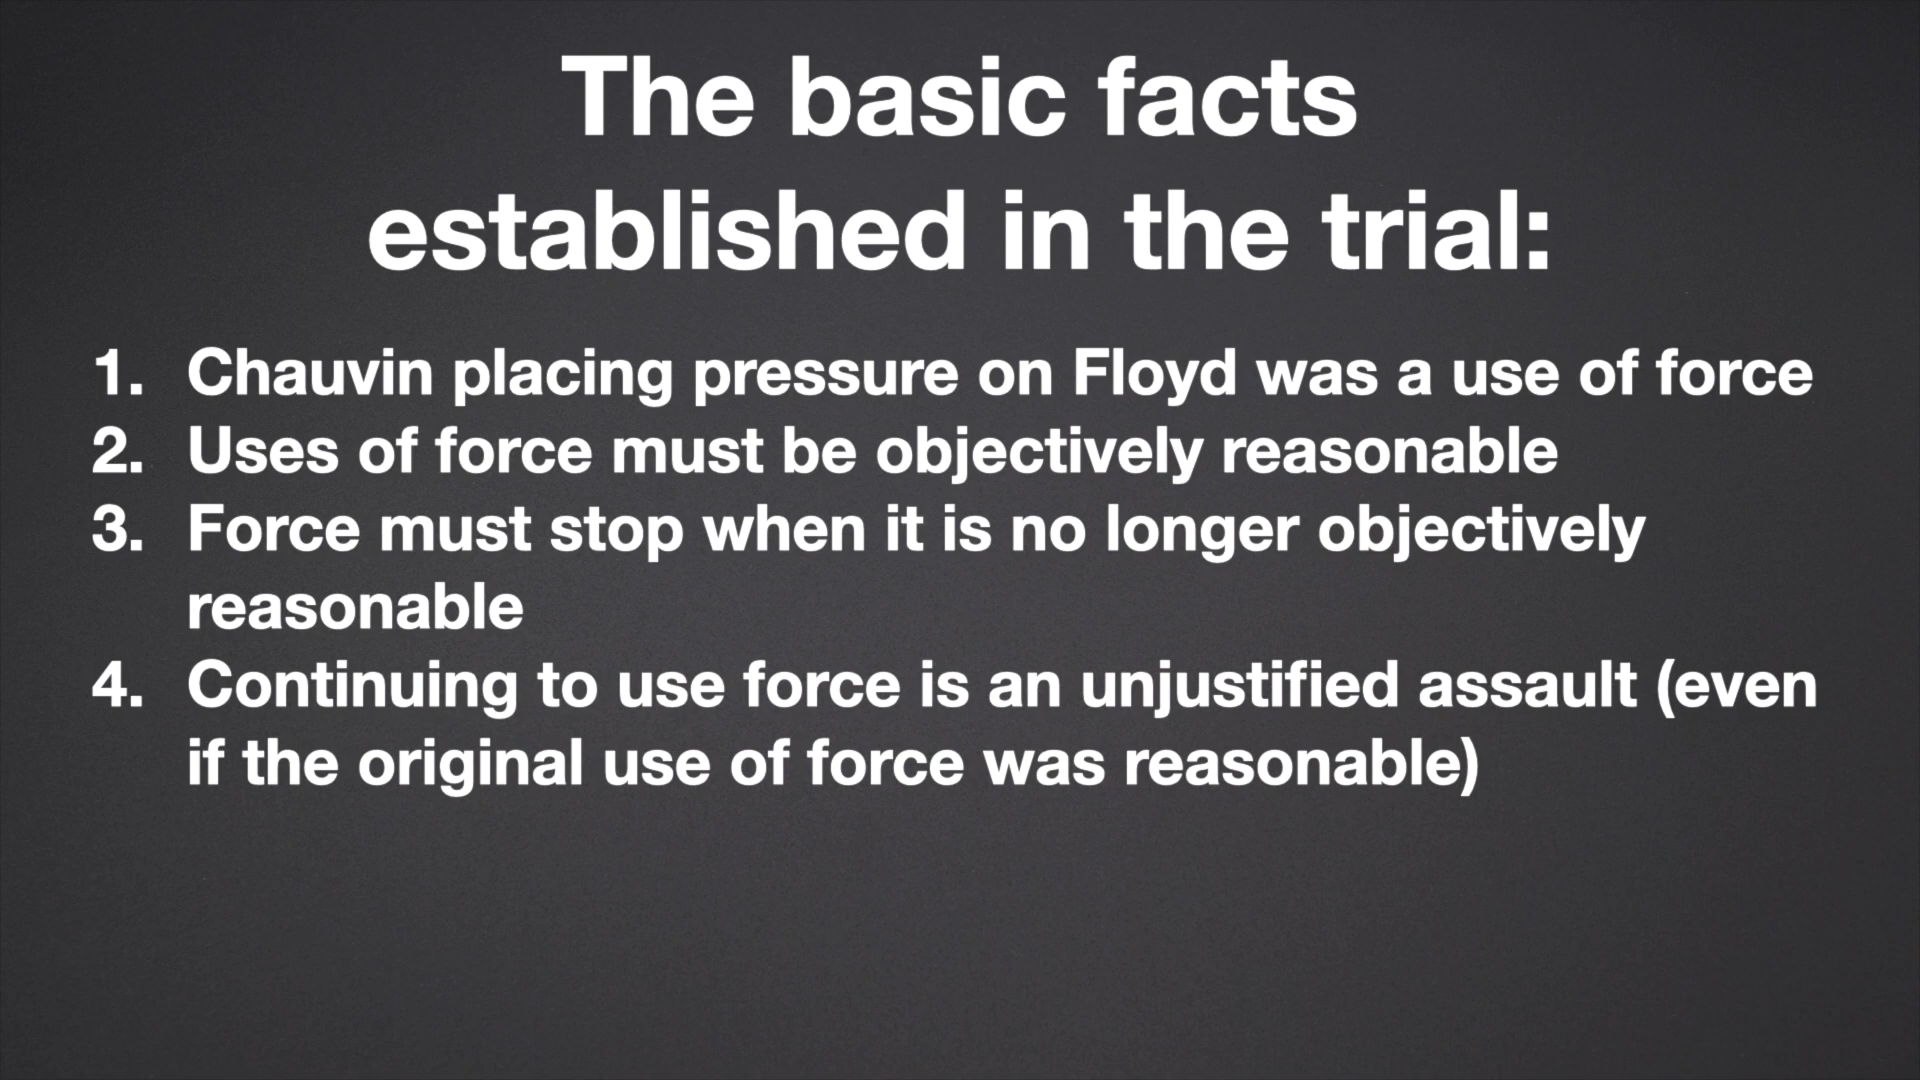 The basic facts
established in the trial:
1. Chauvin placing pressure on Floyd was a use of force
2. Uses of force must be objectively reasonable
3. Force must stop when it is no longer objectively
reasonable
4. Continuing to use force is an unjustified assault (even
if the original use of force was reasonable)